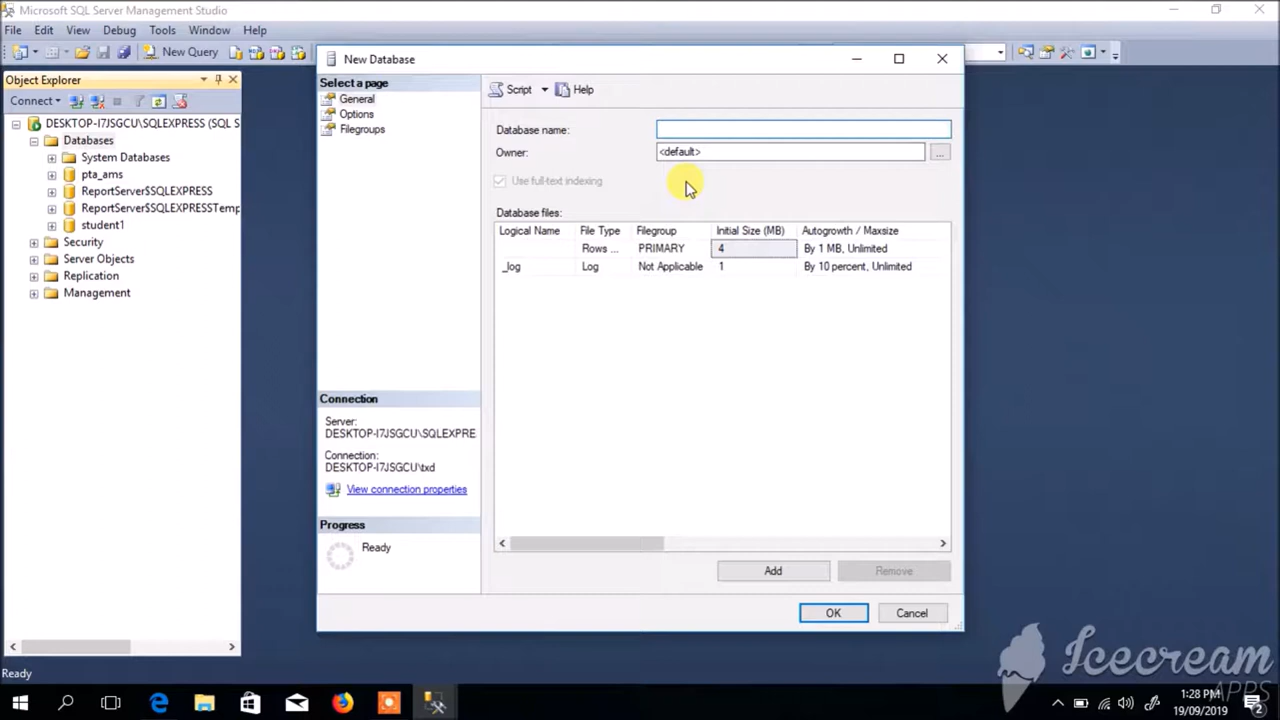 Microsoft SQL Server Management Studio
File Edit View Debug Tools Window Help
New Query
Object Explorer
Connect
DESKTOP-I7JSGCU\SQLEXPRESS (SQL S
Databases
System Databases
pta_ams
ReportServer$SQLEXPRESS
ReportServer$SQLEXPRESSTemp
student1
Security
Server Objects
Replication
Management
New Database
Select a page
General
Options
Filegroups
Script Help
Database name:
Owner: <default> ...
Use full-text indexing
Database files:
Logical Name File Type Filegroup Initial Size (MB) Autogrowth / Maxsize
Rows ... PRIMARY 4 By 1 MB, Unlimited
_log Log Not Applicable 1 By 10 percent, Unlimited
Connection
Server:
DESKTOP-I7JSGCU\SQLEXPRE
Connection:
DESKTOP-I7JSGCU\txd
View connection properties
Progress
Ready
Add Remove
OK Cancel
Ready
Icecream
APPS
1:28 PM
19/09/2019
2